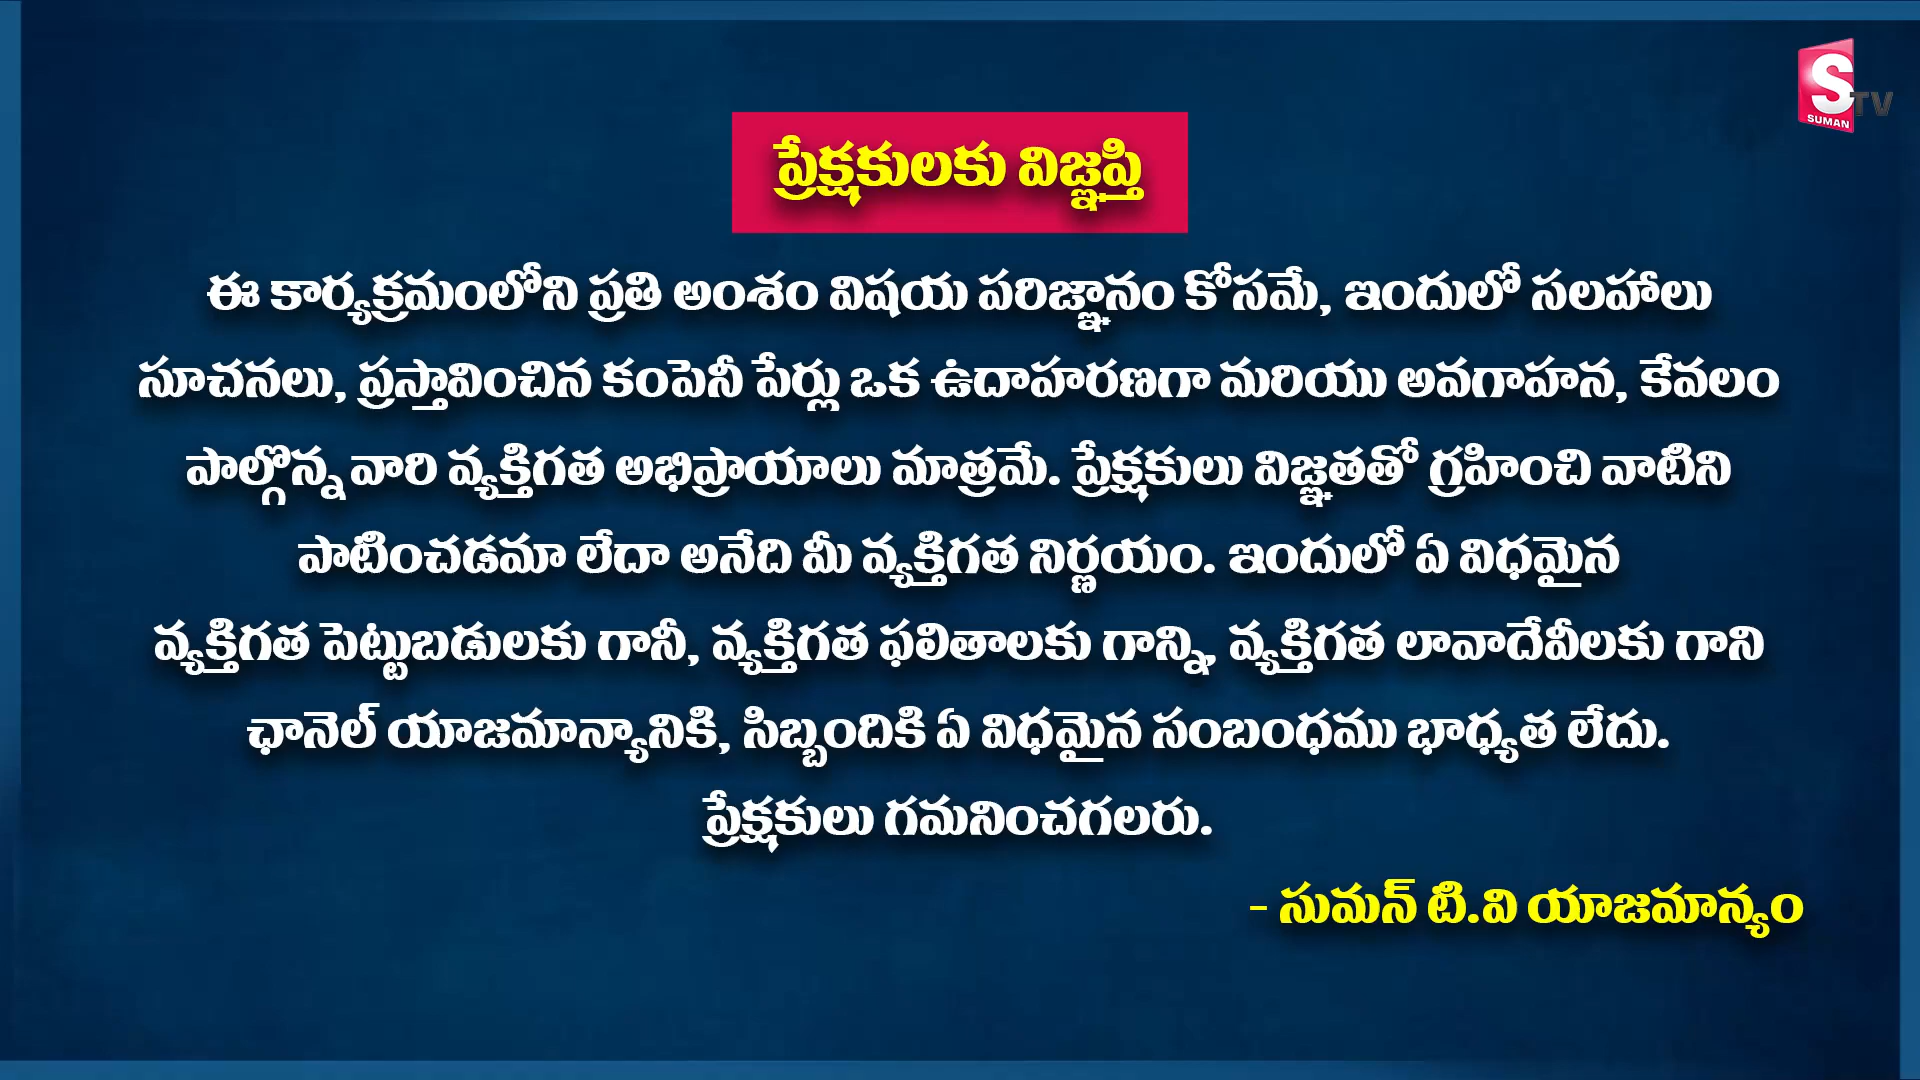 S TV
SUMAN
ప్రేక్షకులకు విజ్ఞప్తి
ఈ కార్యక్రమంలోని ప్రతి అంశం విషయ పరిజ్ఞానం కోసమే, ఇందులో సలహాలు
సూచనలు, ప్రస్తావించిన కంపెనీ పేర్లు ఒక ఉదాహరణగా మరియు అవగాహన, కేవలం
పాల్గొన్న వారి వ్యక్తిగత అభిప్రాయాలు మాత్రమే. ప్రేక్షకులు విజ్ఞతతో గ్రహించి వాటిని
పాటించడమా లేదా అనేది మీ వ్యక్తిగత నిర్ణయం. ఇందులో ఏ విధమైన
వ్యక్తిగత పెట్టుబడులకు గానీ, వ్యక్తిగత ఫలితాలకు గాన్ని, వ్యక్తిగత లావాదేవీలకు గాని
ఛానెల్ యాజమాన్యానికి, సిబ్బందికి ఏ విధమైన సంబంధము భాధ్యత లేదు.
ప్రేక్షకులు గమనించగలరు.
- సుమన్ టి.వి యాజమాన్యం